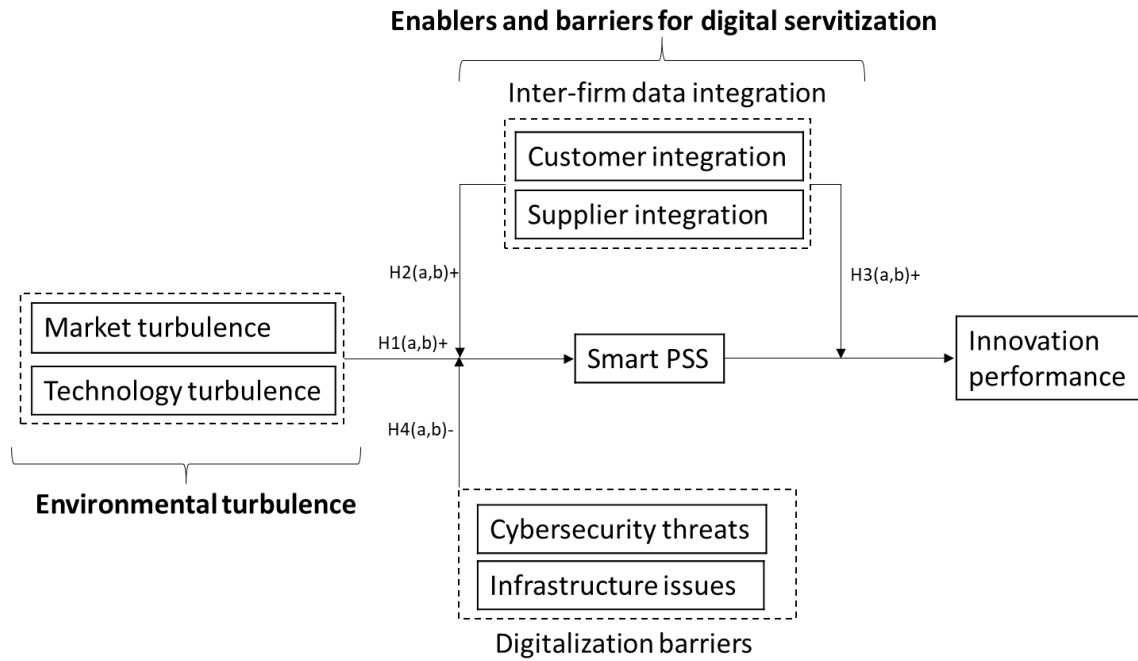 Enablers and barriers for digital servitization
Inter-firm data integration
Customer integration
Supplier integration
H2(a,b)+
H3(a,b)+
Market turbulence
Technology turbulence
H1(a,b)+
Smart PSS
Innovation
performance
H4(a,b)-
Environmental turbulence
Cybersecurity threats
Infrastructure issues
Digitalization barriers